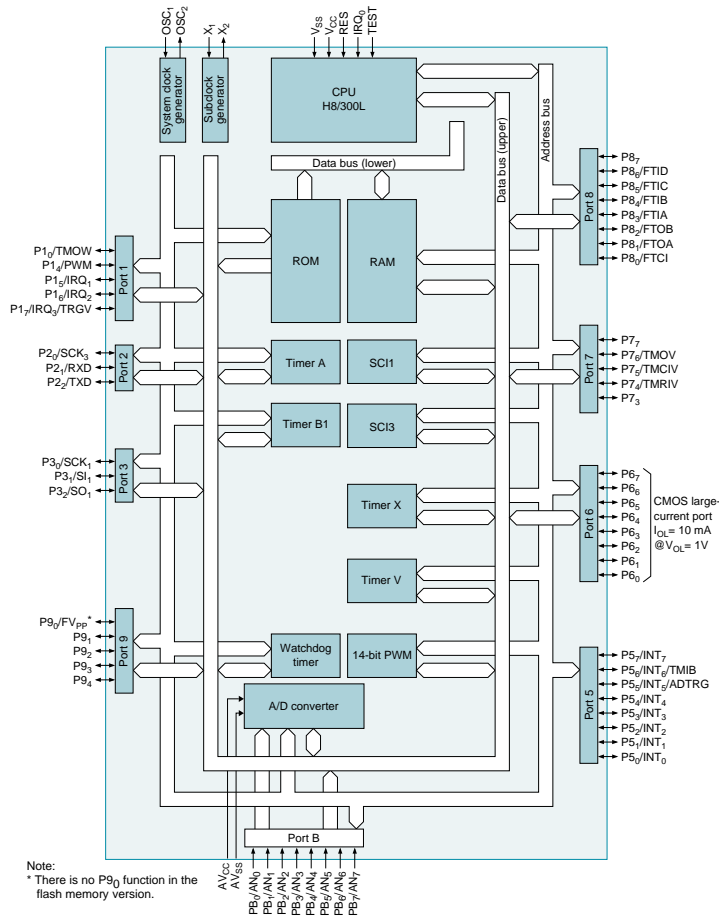 OSC1
OSC2
X1
X2
VSS
VCC
RES
IRQ0
TEST
System clock generator
Subclock generator
CPU
H8/300L
Data bus (lower)
Data bus (upper)
Address bus
ROM
RAM
Port 1
P10/TMOW
P14/PWM
P15/IRQ1
P16/IRQ2
P17/IRQ3/TRGV
Port 8
P87
P86/FTID
P85/FTIC
P84/FTIB
P83/FTIA
P82/FTOB
P81/FTOA
P80/FTCI
Port 2
P20/SCK3
P21/RXD
P22/TXD
Timer A
SCI1
Port 7
P77
P76/TMOV
P75/TMCIV
P74/TMRIV
P73
Timer B1
SCI3
Port 3
P30/SCK1
P31/SI1
P32/SO1
Timer X
Port 6
P67
P66
P65
P64
P63
P62
P61
P60
CMOS large-
current port
IOL= 10 mA
@VOL= 1V
Timer V
Port 9
P90/FVPP*
P91
P92
P93
P94
Watchdog
timer
14-bit PWM
Port 5
P57/INT7
P56/INT6/TMIB
P55/INT5/ADTRG
P54/INT4
P53/INT3
P52/INT2
P51/INT1
P50/INT0
A/D converter
Port B
AVCC
AVSS
PB0/AN0
PB1/AN1
PB2/AN2
PB3/AN3
PB4/AN4
PB5/AN5
PB6/AN6
PB7/AN7
Note:
* There is no P90 function in the
flash memory version.